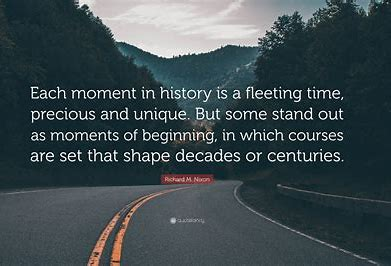 Each moment in history is a fleeting time,
precious and unique. But some stand out
as moments of beginning, in which courses
are set that shape decades or centuries.
Richard M. Nixon
quotefancy